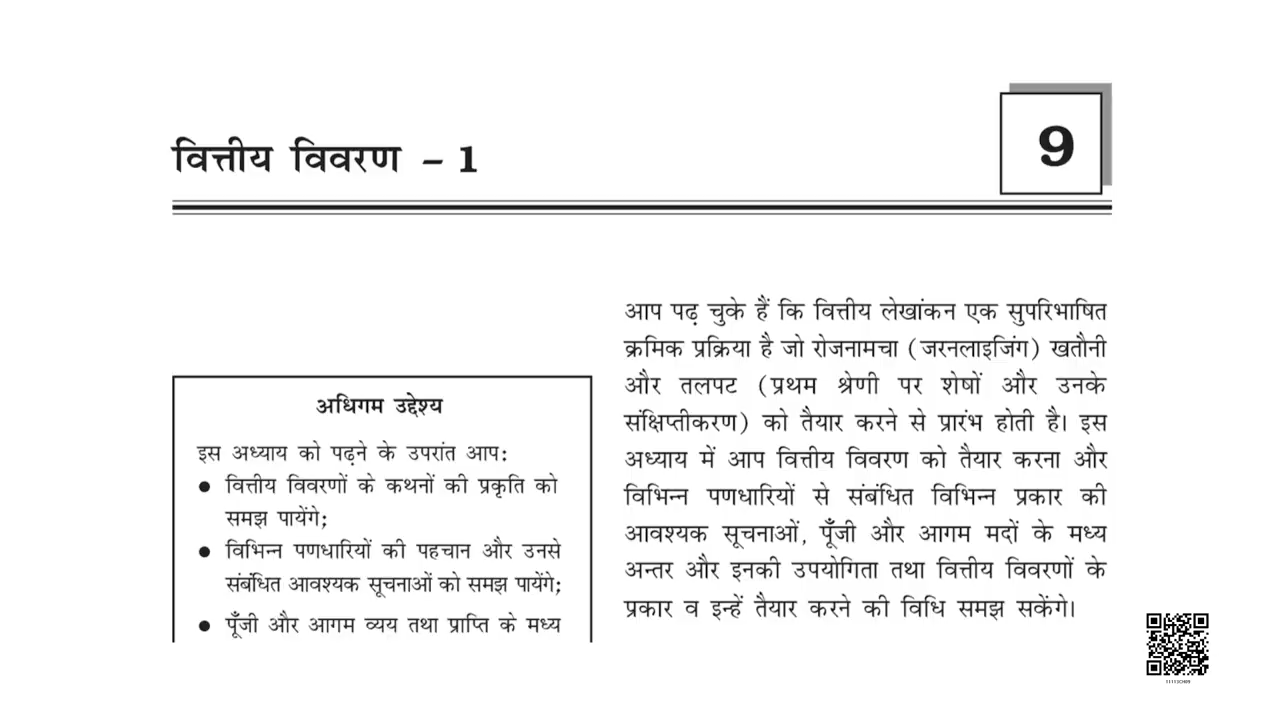 वित्तीय विवरण – 1
9
अधिगम उद्देश्य
इस अध्याय को पढ़ने के उपरांत आप:
● वित्तीय विवरणों के कथनों की प्रकृति को
समझ पायेंगे;
● विभिन्न पणधारियों की पहचान और उनसे
संबंधित आवश्यक सूचनाओं को समझ पायेंगे;
● पूँजी और आगम व्यय तथा प्राप्ति के मध्य
आप पढ़ चुके हैं कि वित्तीय लेखांकन एक सुपरिभाषित
क्रमिक प्रक्रिया है जो रोजनामचा (जरनलाइजिंग) खतौनी
और तलपट (प्रथम श्रेणी पर शेषों और उनके
संक्षिप्तीकरण) को तैयार करने से प्रारंभ होती है। इस
अध्याय में आप वित्तीय विवरण को तैयार करना और
विभिन्न पणधारियों से संबंधित विभिन्न प्रकार की
आवश्यक सूचनाओं, पूँजी और आगम मदों के मध्य
अन्तर और इनकी उपयोगिता तथा वित्तीय विवरणों के
प्रकार व इन्हें तैयार करने की विधि समझ सकेंगे।